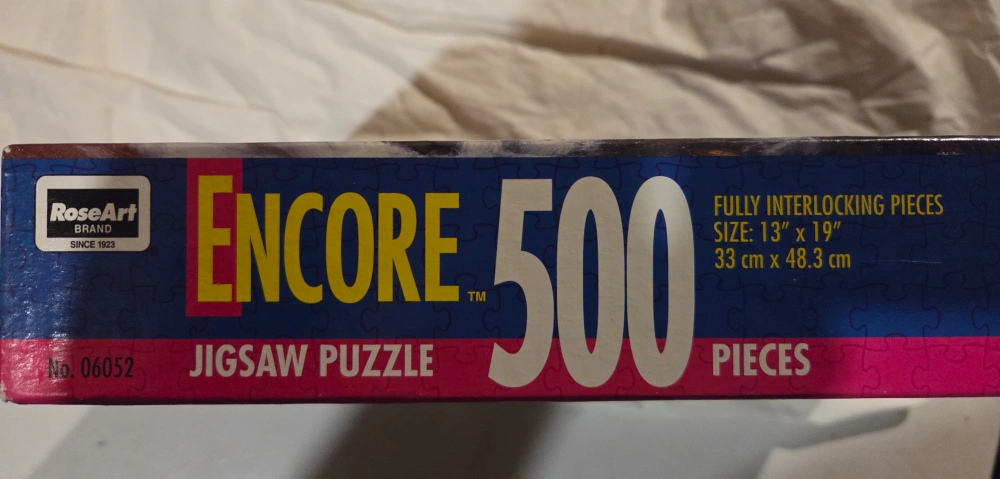 RoseArt
BRAND
SINCE 1923
No. 06052
ENCORE™
JIGSAW PUZZLE
500
PIECES
FULLY INTERLOCKING PIECES
SIZE: 13" x 19"
33 cm x 48.3 cm